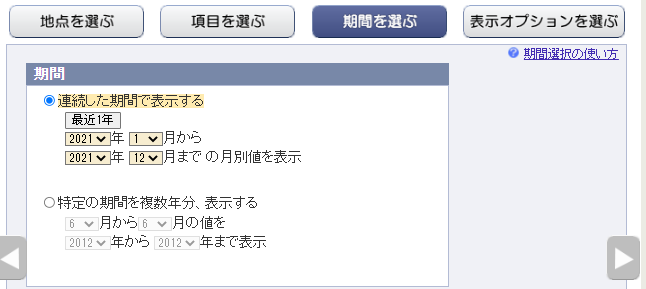 地点を選ぶ 項目を選ぶ 期間を選ぶ 表示オプションを選ぶ
期間選択の使い方
期間
連続した期間で表示する
最近1年
2021年 1月から
2021年 12月まで の月別値を表示
特定の期間を複数年分、表示する
6月から6月の値を
2012年から 2012年まで表示